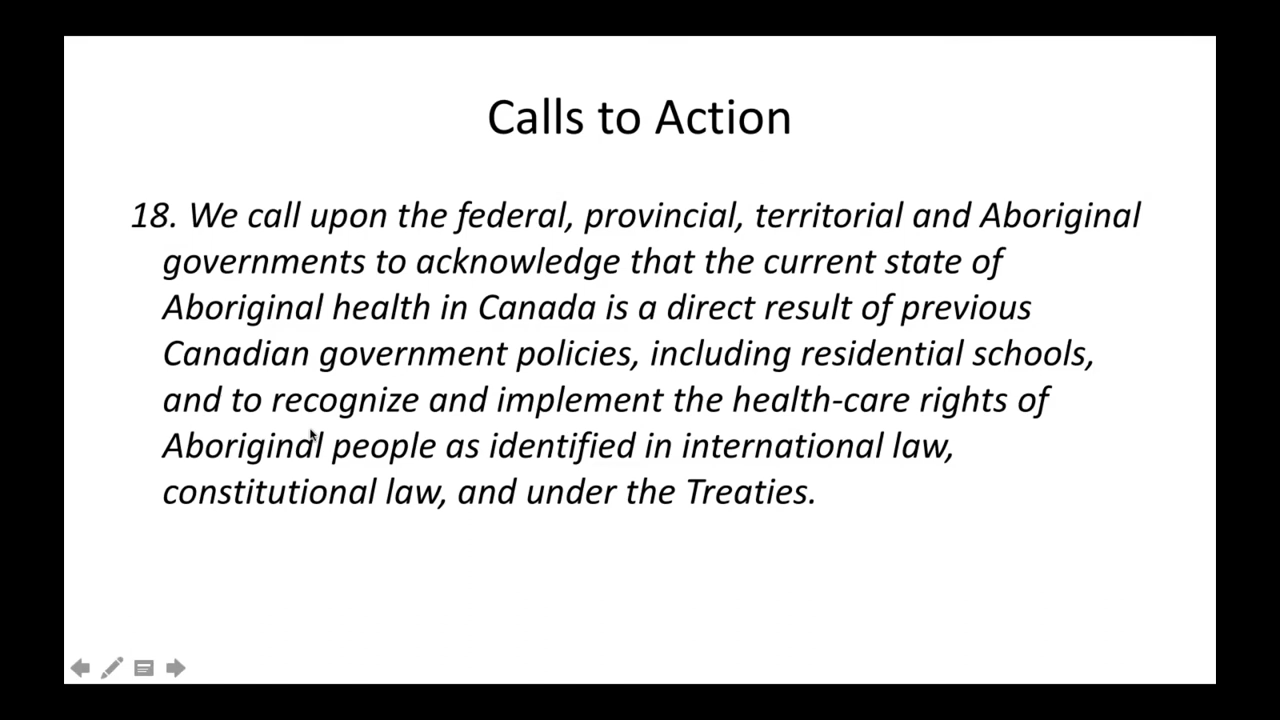 Calls to Action
18. We call upon the federal, provincial, territorial and Aboriginal
governments to acknowledge that the current state of
Aboriginal health in Canada is a direct result of previous
Canadian government policies, including residential schools,
and to recognize and implement the health-care rights of
Aboriginal people as identified in international law,
constitutional law, and under the Treaties.